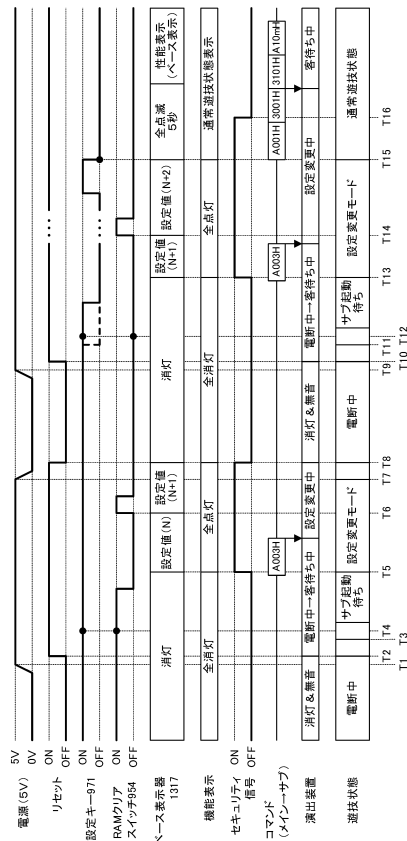 電源(5V)
5V
0V
リセット
ON
OFF
設定キー971
ON
OFF
RAMクリア
スイッチ954
ON
OFF
ベース表示器
1317
消灯
設定値(N)
設定値
(N+1)
消灯
設定値
(N+1)
設定値
(N+2)
全点滅
5秒
性能表示
(ベース表示)
機能表示
全消灯
全点灯
全消灯
全点灯
通常遊技状態表示
セキュリティ
信号
ON
OFF
コマンド
(メイン→サブ)
A003H
A003H
A001H
3001H
3101H
A10mH
演出装置
消灯&無音
電断中→客待ち中
設定変更中
消灯&無音
電断中→客待ち中
設定変更中
客待ち中
遊技状態
電断中
サブ起動
待ち
設定変更モード
電断中
サブ起動
待ち
設定変更モード
通常遊技状態
T1
T2
T3
T4
T5
T6
T7
T8
T9
T10
T11
T12
T13
T14
T15
T16